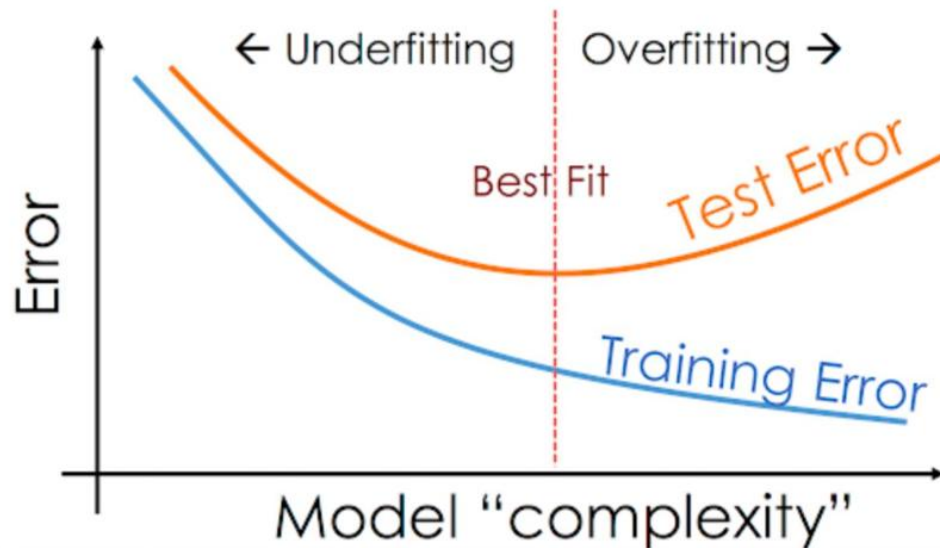 ← Underfitting
Overfitting →
Best Fit
Test Error
Error
Training Error
Model “complexity”